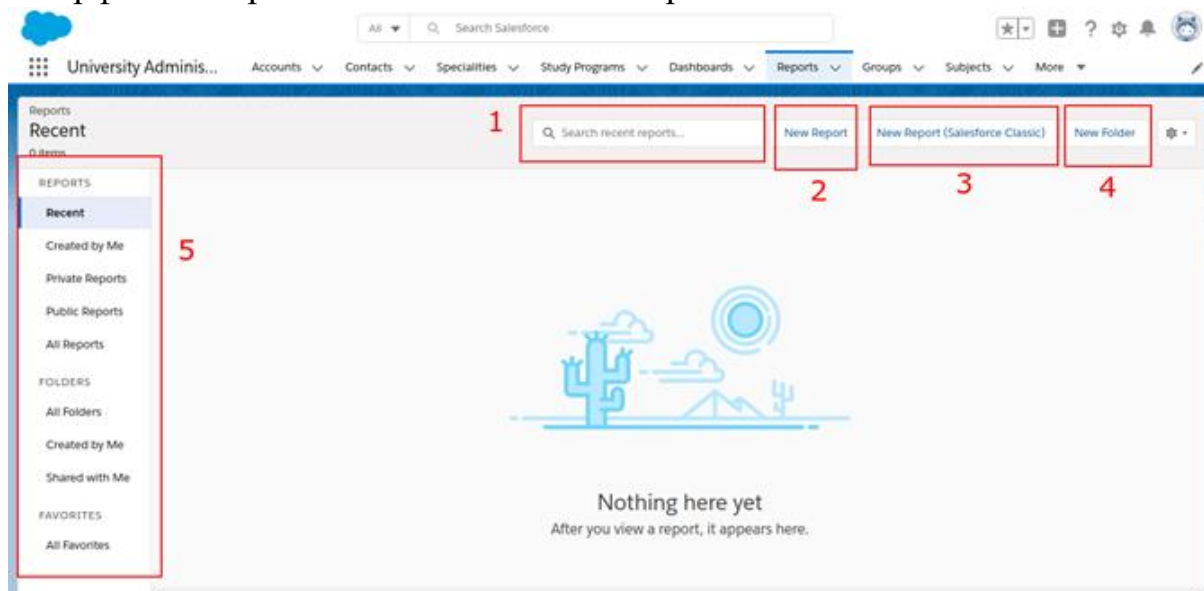 All
Search Salesforce
University Adminis...
Accounts
Contacts
Specialities
Study Programs
Dashboards
Reports
Groups
Subjects
More
Reports
Recent
0 items
1
Search recent reports...
New Report
New Report (Salesforce Classic)
New Folder
2
3
4
REPORTS
Recent
Created by Me
5
Private Reports
Public Reports
All Reports
FOLDERS
All Folders
Created by Me
Shared with Me
FAVORITES
All Favorites
Nothing here yet
After you view a report, it appears here.